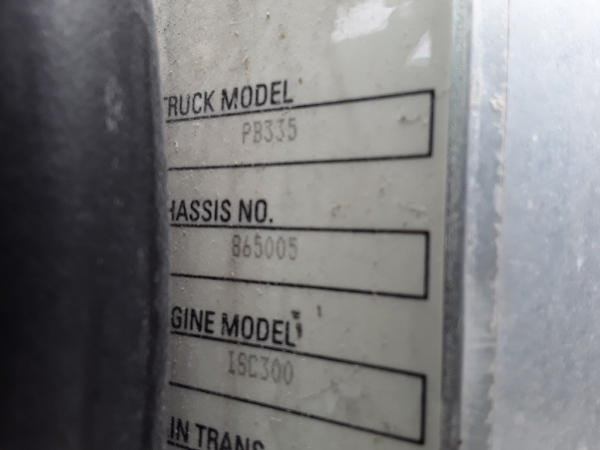 TRUCK MODEL
PB335
HASSIS NO.
865005
GINE MODEL
ISC300
IN TRANS